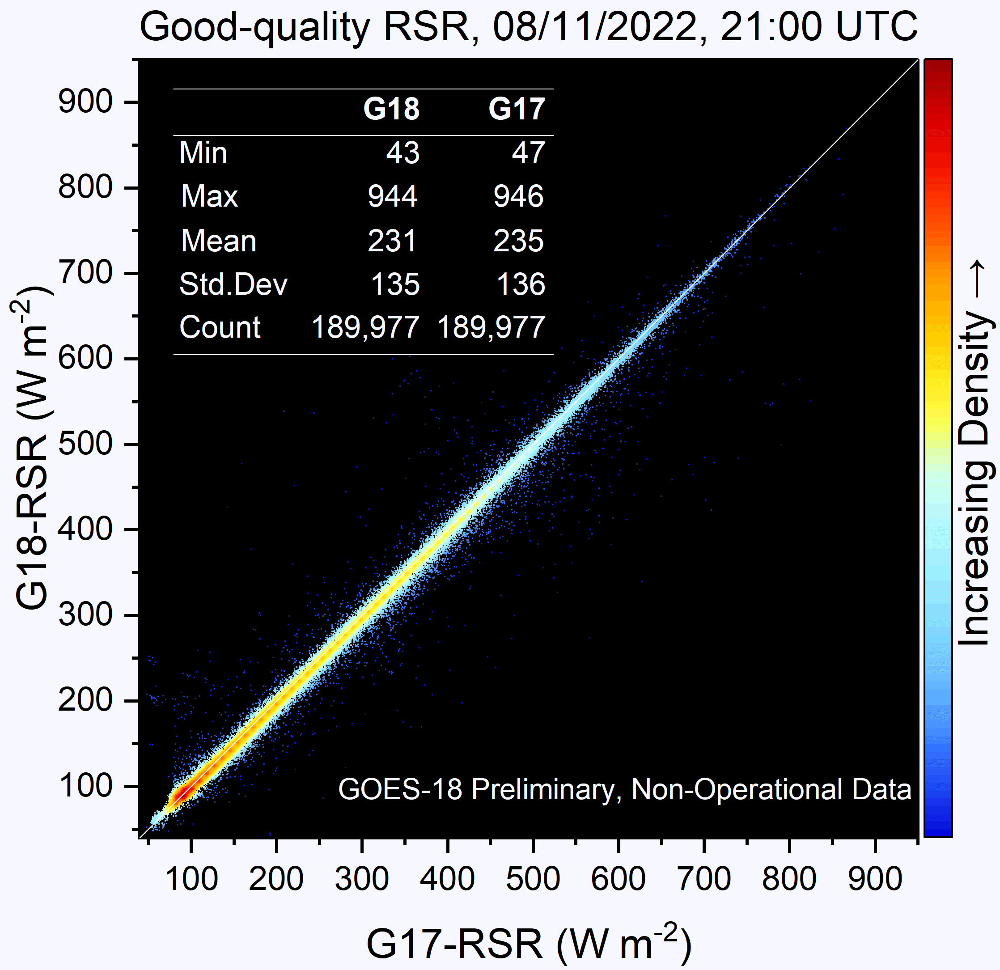 Good-quality RSR, 08/11/2022, 21:00 UTC
G18 G17
Min 43 47
Max 944 946
Mean 231 235
Std.Dev 135 136
Count 189,977 189,977
GOES-18 Preliminary, Non-Operational Data
900
800
700
600
500
400
300
200
100
G18-RSR (W m⁻²)
100 200 300 400 500 600 700 800 900
G17-RSR (W m⁻²)
Increasing Density →